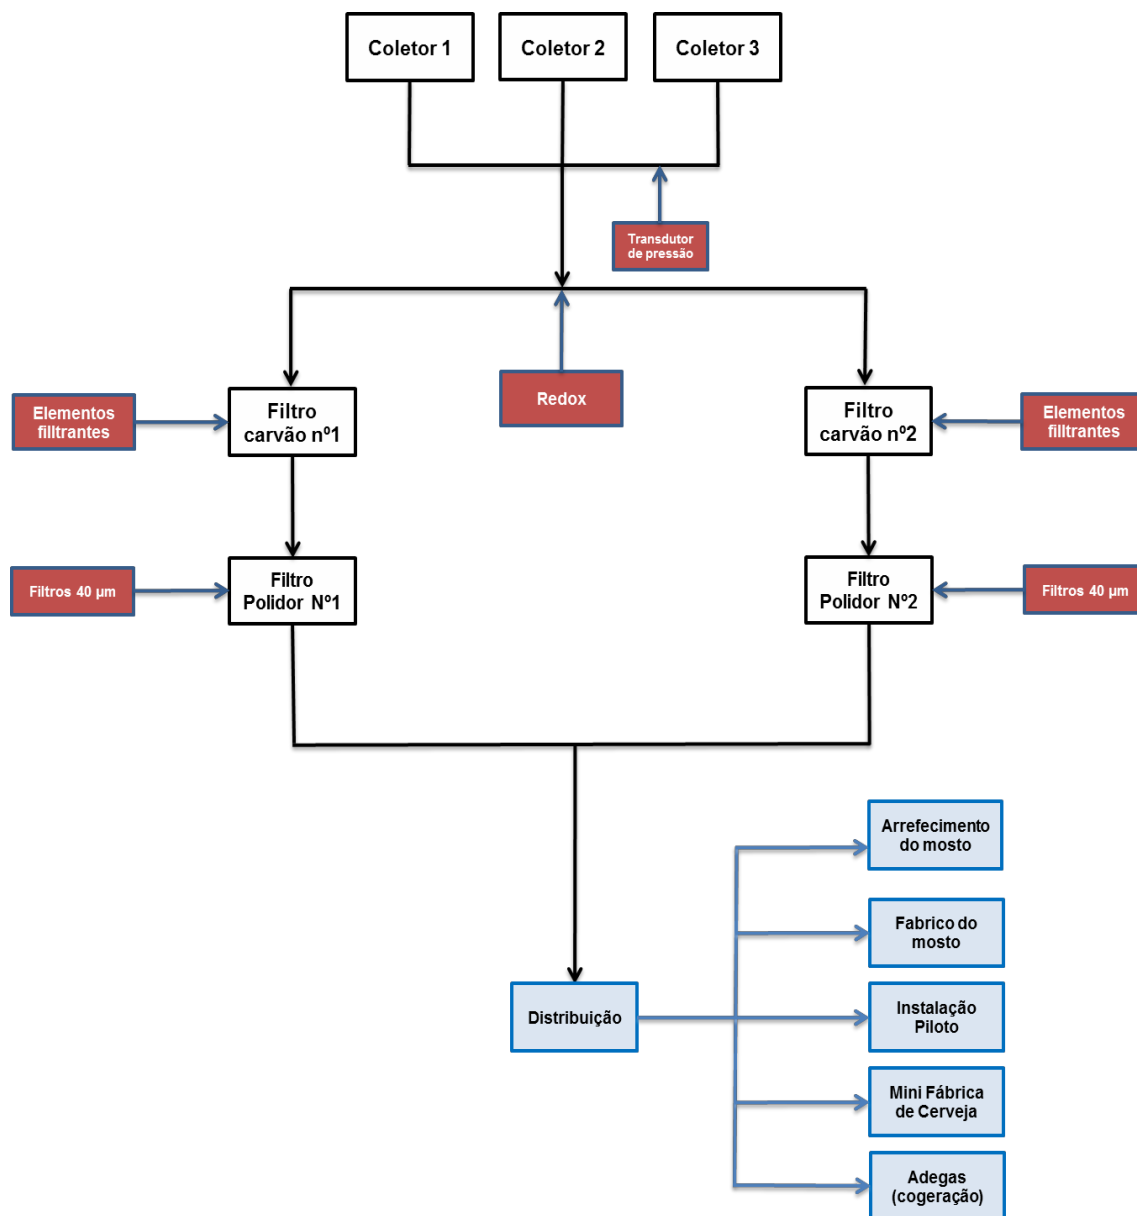 Coletor 1
Coletor 2
Coletor 3
Transdutor
de pressão
Redox
Elementos
filltrantes
Filtro
carvão nº1
Filtro
carvão nº2
Elementos
filltrantes
Filtros 40 µm
Filtro
Polidor Nº1
Filtro
Polidor Nº2
Filtros 40 µm
Arrefecimento
do mosto
Fabrico do
mosto
Distribuição
Instalação
Piloto
Mini Fábrica
de Cerveja
Adegas
(cogeração)